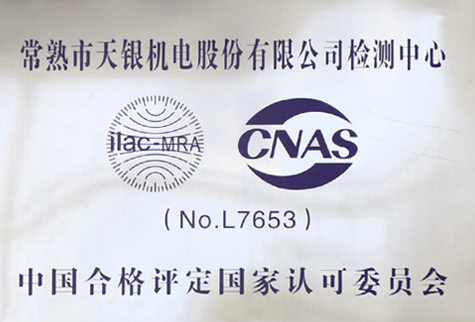 常熟市天银机电股份有限公司检测中心
ilac-MRA
CNAS
(No.L7653)
中国合格评定国家认可委员会